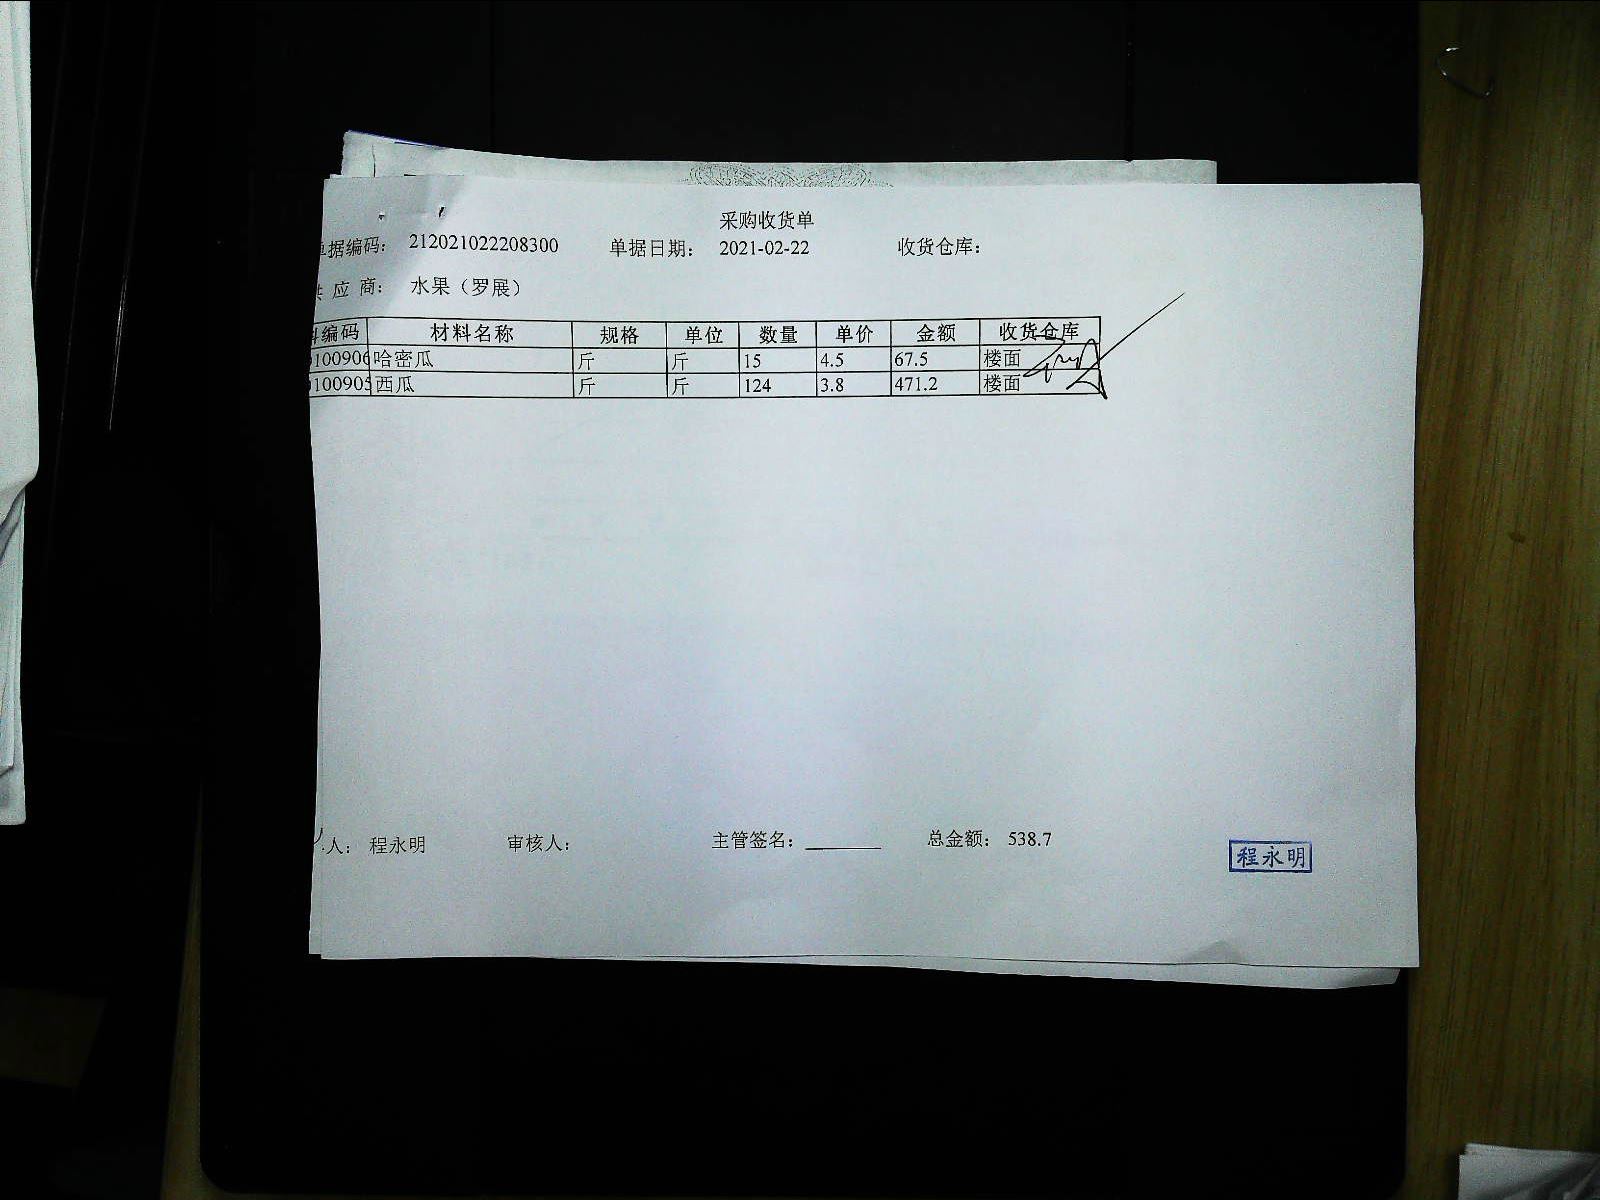 采购收货单
单据编码： 212021022208300 单据日期： 2021-02-22 收货仓库：
供 应 商： 水果（罗展）
料编码 材料名称 规格 单位 数量 单价 金额 收货仓库
100906 哈密瓜 斤 斤 15 4.5 67.5 楼面
100905 西瓜 斤 斤 124 3.8 471.2 楼面
人： 程永明 审核人： 主管签名： 总金额： 538.7
程永明